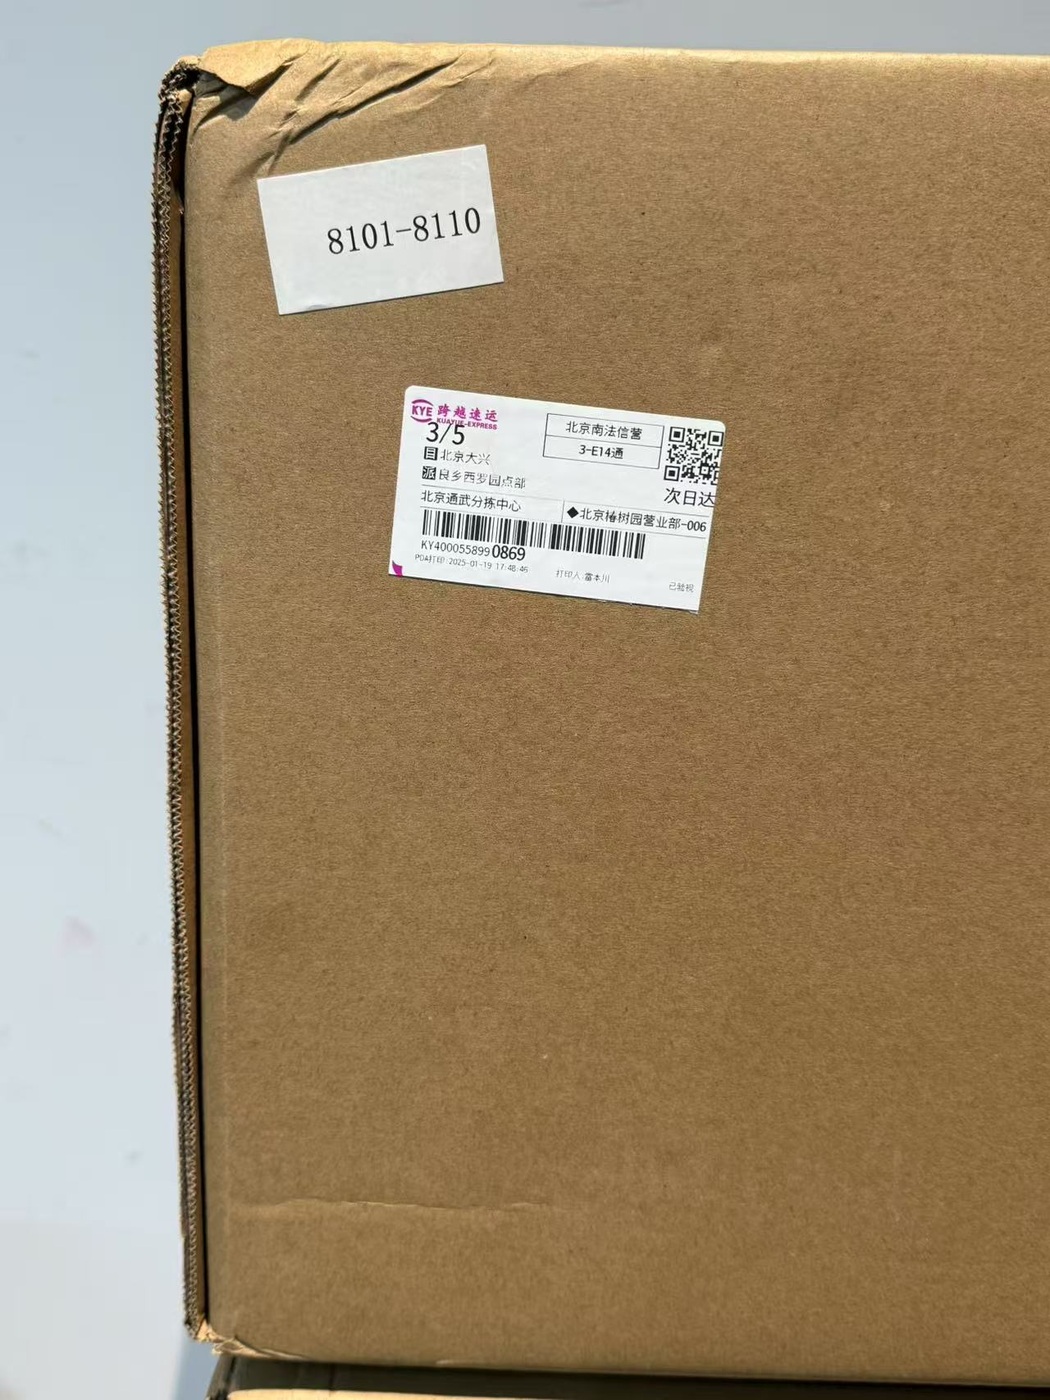 8101-8110
KYE 跨越速运
KUAYUE-EXPRESS
3/5
北京南法信营
3-E14通
目 北京大兴
派 良乡西罗园点部
次日达
北京通武分拣中心
◆北京椿树园营业部-006
KY4000558990869
PDA打印 2025-01-19 17:48:46
打印人:雷本川
已验视